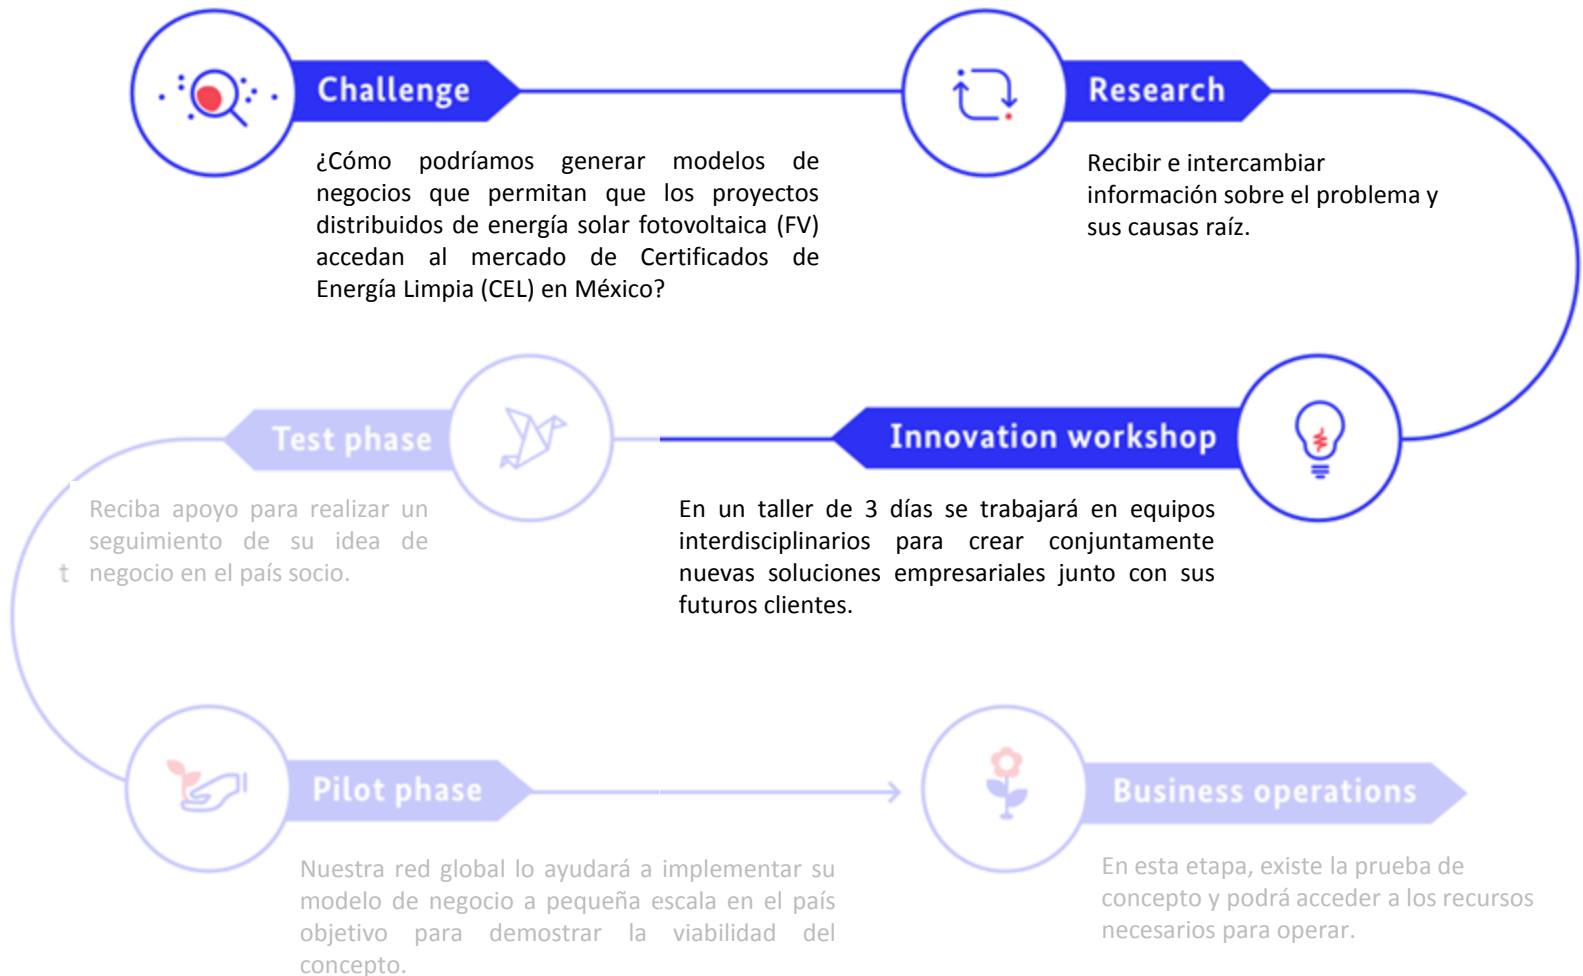 Challenge
¿Cómo podríamos generar modelos de
negocios que permitan que los proyectos
distribuidos de energía solar fotovoltaica (FV)
accedan al mercado de Certificados de
Energía Limpia (CEL) en México?
Research
Recibir e intercambiar
información sobre el problema y
sus causas raíz.
Innovation workshop
En un taller de 3 días se trabajará en equipos
interdisciplinarios para crear conjuntamente
nuevas soluciones empresariales junto con sus
futuros clientes.
Test phase
Reciba apoyo para realizar un
seguimiento de su idea de
t negocio en el país socio.
Pilot phase
Nuestra red global lo ayudará a implementar su
modelo de negocio a pequeña escala en el país
objetivo para demostrar la viabilidad del
concepto.
Business operations
En esta etapa, existe la prueba de
concepto y podrá acceder a los recursos
necesarios para operar.